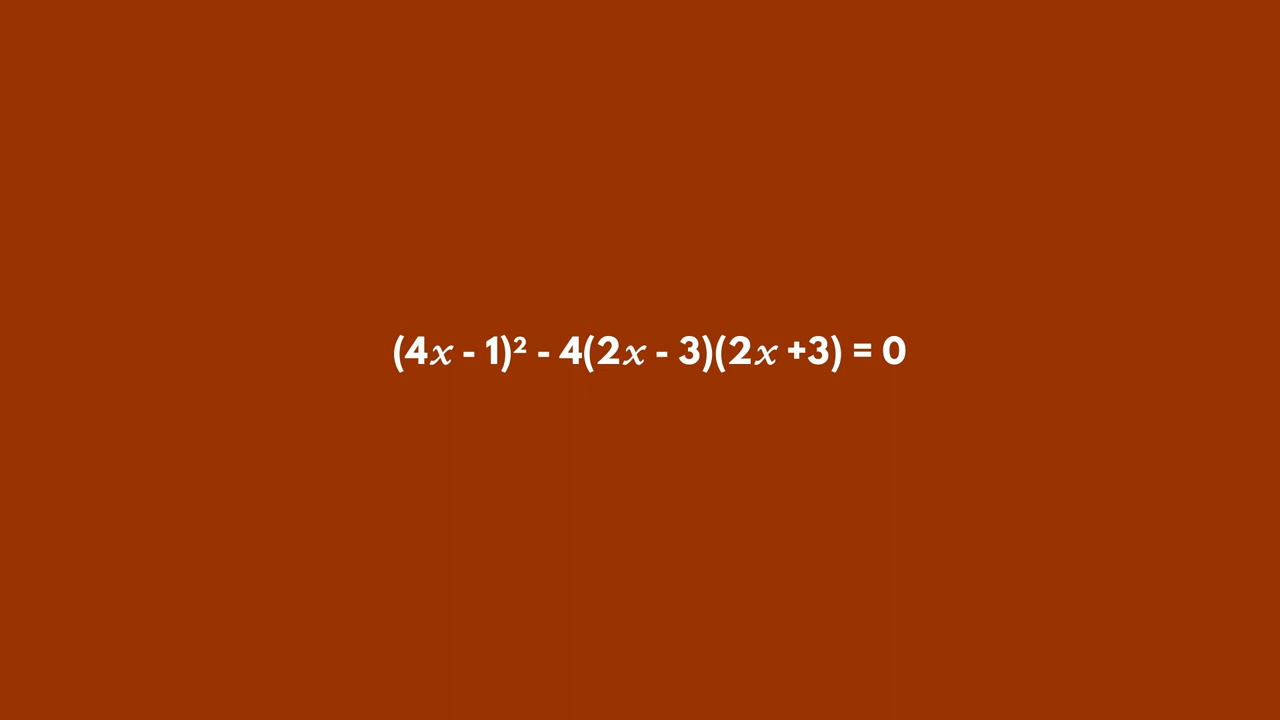 (4𝑥 - 1)² - 4(2𝑥 - 3)(2𝑥 +3) = 0